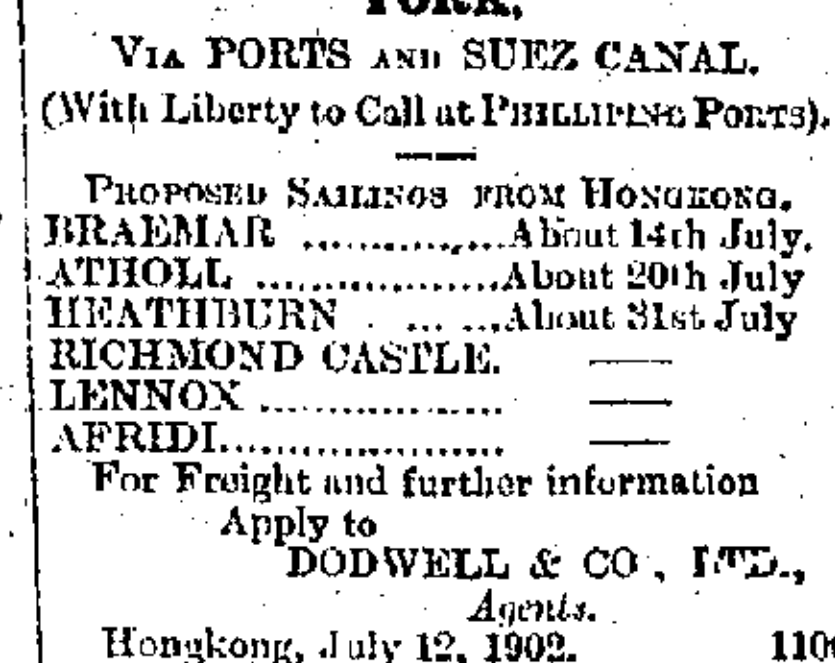 YORK,
VIA PORTS AND SUEZ CANAL.
(With Liberty to Call at PHILLIPINE PORTS).
PROPOSED SAILINGS FROM HONGKONG.
BRAEMAR ................About 14th July.
ATHOLL ..................About 20th July
HEATHBURN . ... ...About 31st July
RICHMOND CASTLE. ——
LENNOX .................. ——
AFRIDI..................... ——
For Freight and further information
Apply to
DODWELL & CO., LTD.,
Agents.
Hongkong, July 12, 1902.